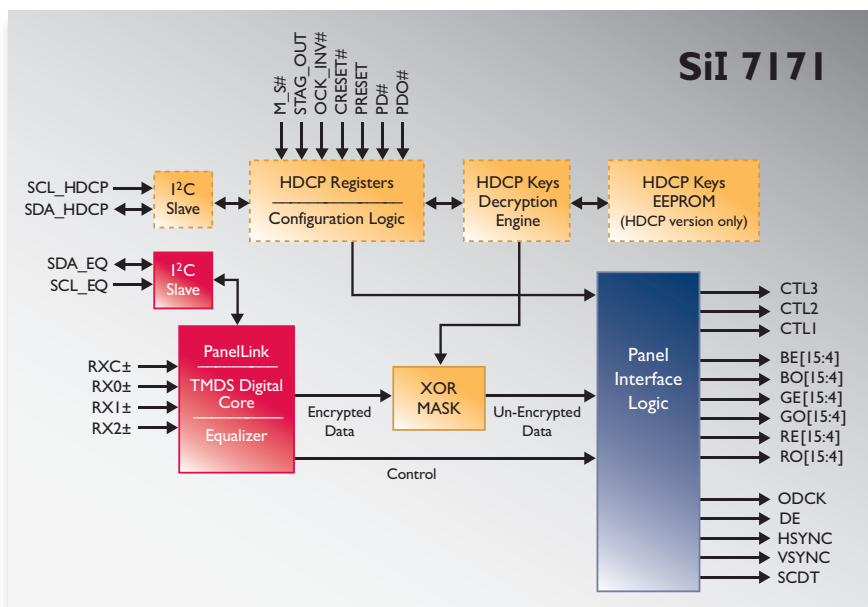 SiI 7171
M_S#
STAG_OUT
OCK_INV#
CRESET#
PRESET
PD#
PDO#
SCL_HDCP
SDA_HDCP
I²C
Slave
HDCP Registers
Configuration Logic
HDCP Keys
Decryption
Engine
HDCP Keys
EEPROM
(HDCP version only)
SDA_EQ
SCL_EQ
I²C
Slave
RXC±
RX0±
RX1±
RX2±
PanelLink
TMDS Digital
Core
Equalizer
Encrypted
Data
XOR
MASK
Un-Encrypted
Data
Control
Panel
Interface
Logic
CTL3
CTL2
CTL1
BE[15:4]
BO[15:4]
GE[15:4]
GO[15:4]
RE[15:4]
RO[15:4]
ODCK
DE
HSYNC
VSYNC
SCDT